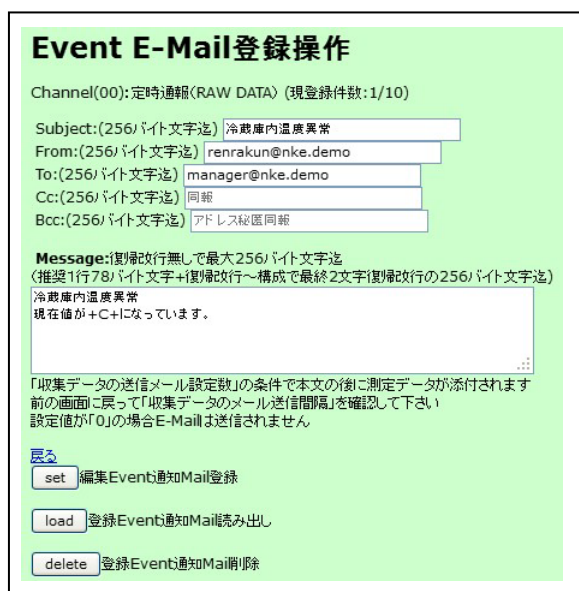 Event E-Mail登録操作
Channel(00):定時通報(RAW DATA) (現登録件数:1/10)
Subject:(256バイト文字迄) 冷蔵庫内温度異常
From:(256バイト文字迄) renrakun@nke.demo
To:(256バイト文字迄) manager@nke.demo
Cc:(256バイト文字迄) 同報
Bcc:(256バイト文字迄) アドレス秘匿同報
Message:復帰改行無しで最大256バイト文字迄
(推奨1行78バイト文字+復帰改行~構成で最終2文字復帰改行の256バイト文字迄)
冷蔵庫内温度異常
現在値が+C+になっています。
「収集データの送信メール設定数」の条件で本文の後に測定データが添付されます
前の画面に戻って「収集データのメール送信間隔」を確認して下さい
設定値が「0」の場合E-Mailは送信されません
戻る
set 編集Event通知Mail登録
load 登録Event通知Mail読み出し
delete 登録Event通知Mail削除